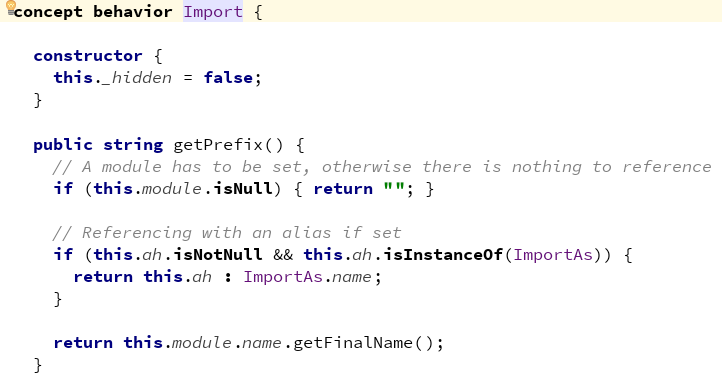 concept behavior Import {
constructor {
this._hidden = false;
}
public string getPrefix() {
// A module has to be set, otherwise there is nothing to reference
if (this.module.isNull) { return ""; }
// Referencing with an alias if set
if (this.ah.isNotNull && this.ah.isInstanceOf(ImportAs)) {
return this.ah : ImportAs.name;
}
return this.module.name.getFinalName();
}